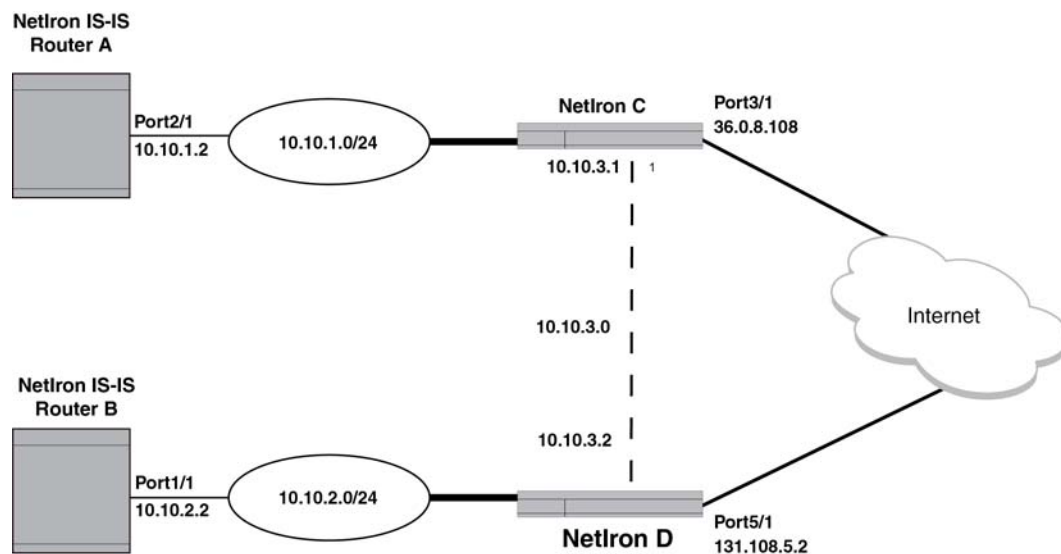 NetIron IS-IS
Router A
Port2/1
10.10.1.2
10.10.1.0/24
NetIron C
Port3/1
36.0.8.108
10.10.3.1
1
Internet
10.10.3.0
NetIron IS-IS
Router B
Port1/1
10.10.2.2
10.10.2.0/24
10.10.3.2
NetIron D
Port5/1
131.108.5.2